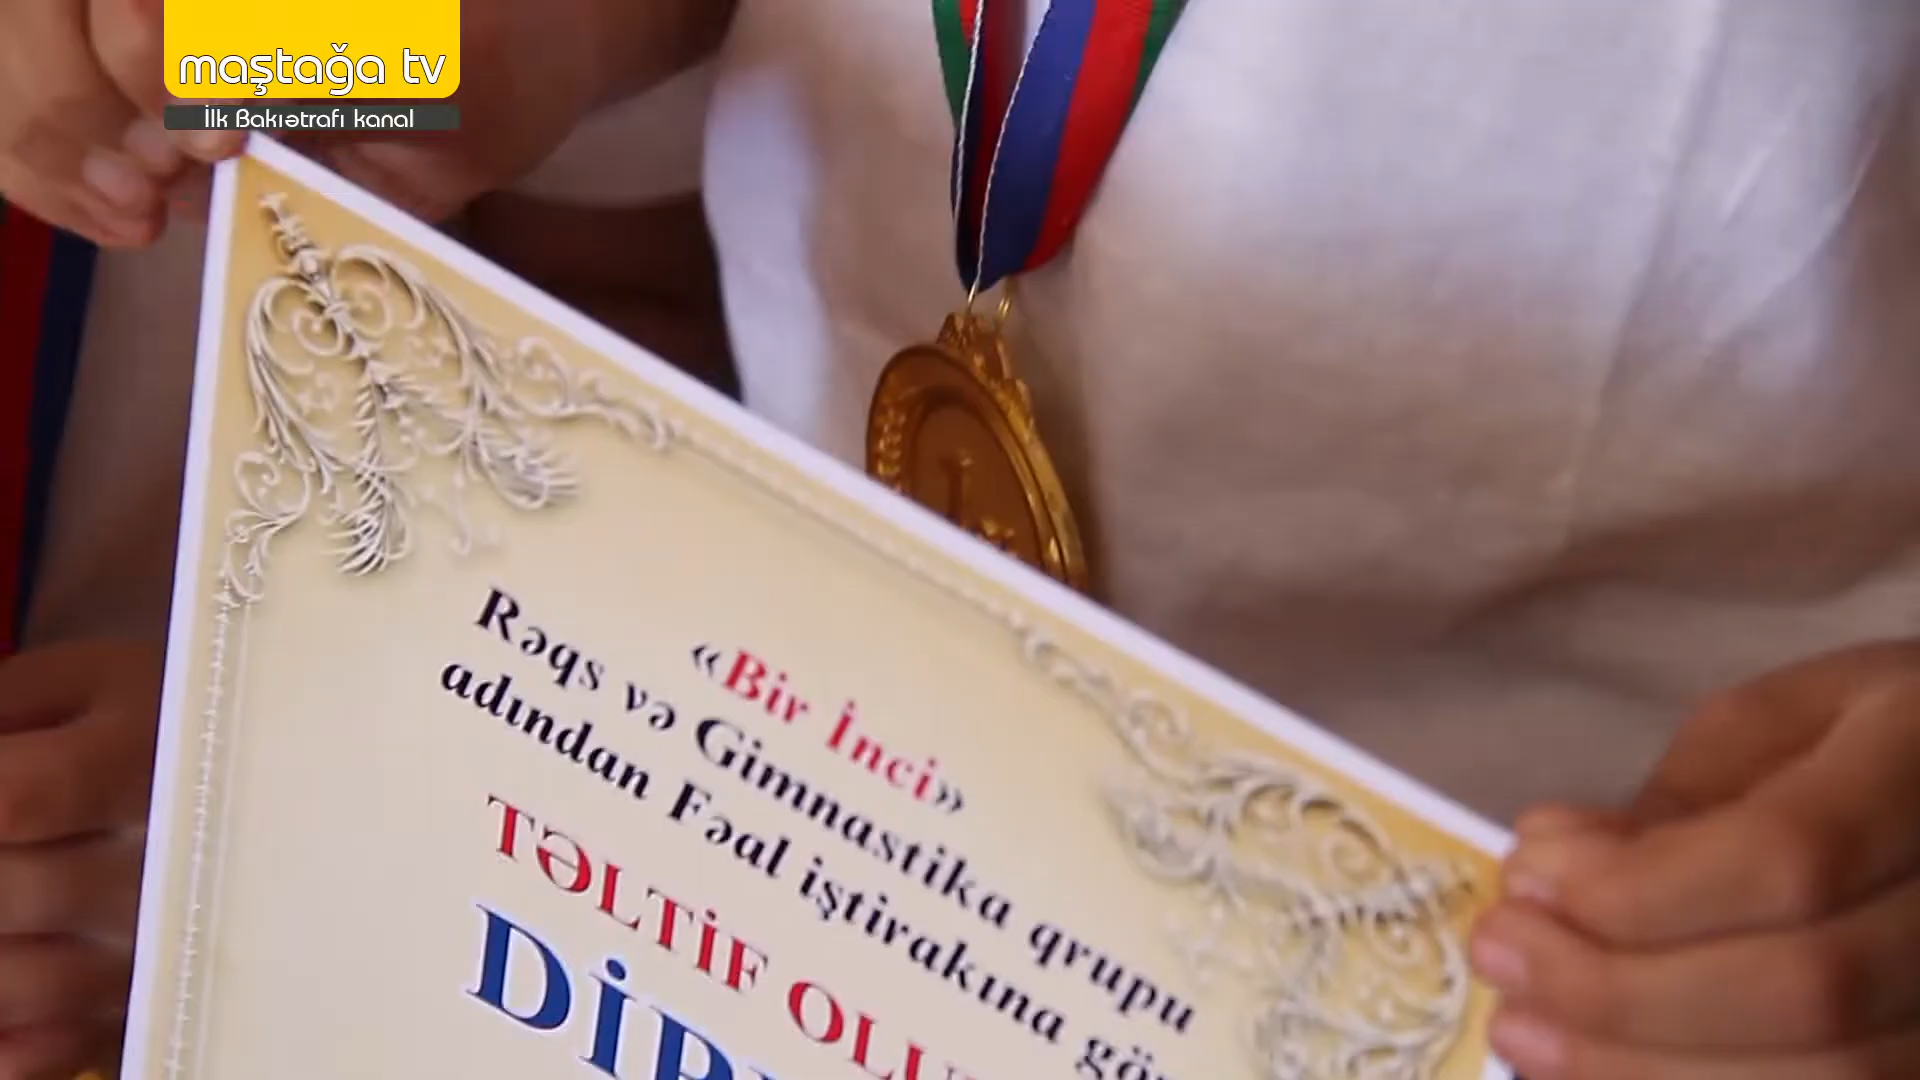 maştağa tv
İlk Bakıətrafı kanal
«Bir İnci»
Rəqs və Gimnastika qrupu
adından Fəal iştirakına
TƏLTİF